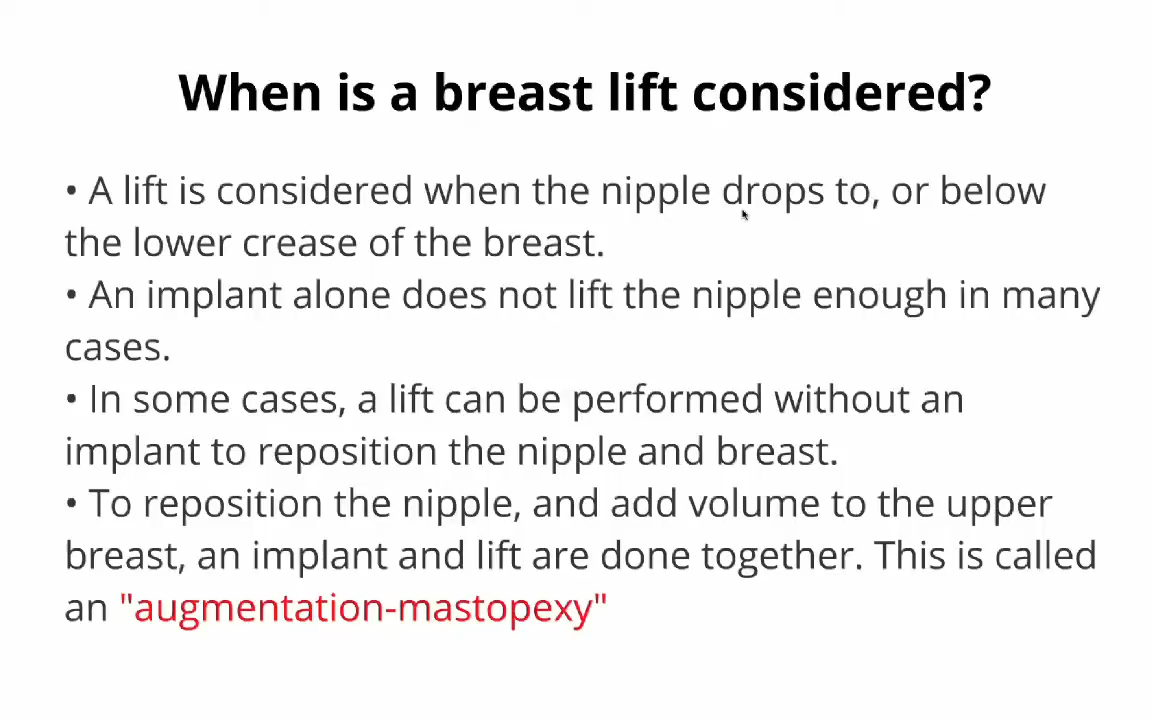 When is a breast lift considered?
• A lift is considered when the nipple drops to, or below
the lower crease of the breast.
• An implant alone does not lift the nipple enough in many
cases.
• In some cases, a lift can be performed without an
implant to reposition the nipple and breast.
• To reposition the nipple, and add volume to the upper
breast, an implant and lift are done together. This is called
an "augmentation-mastopexy"